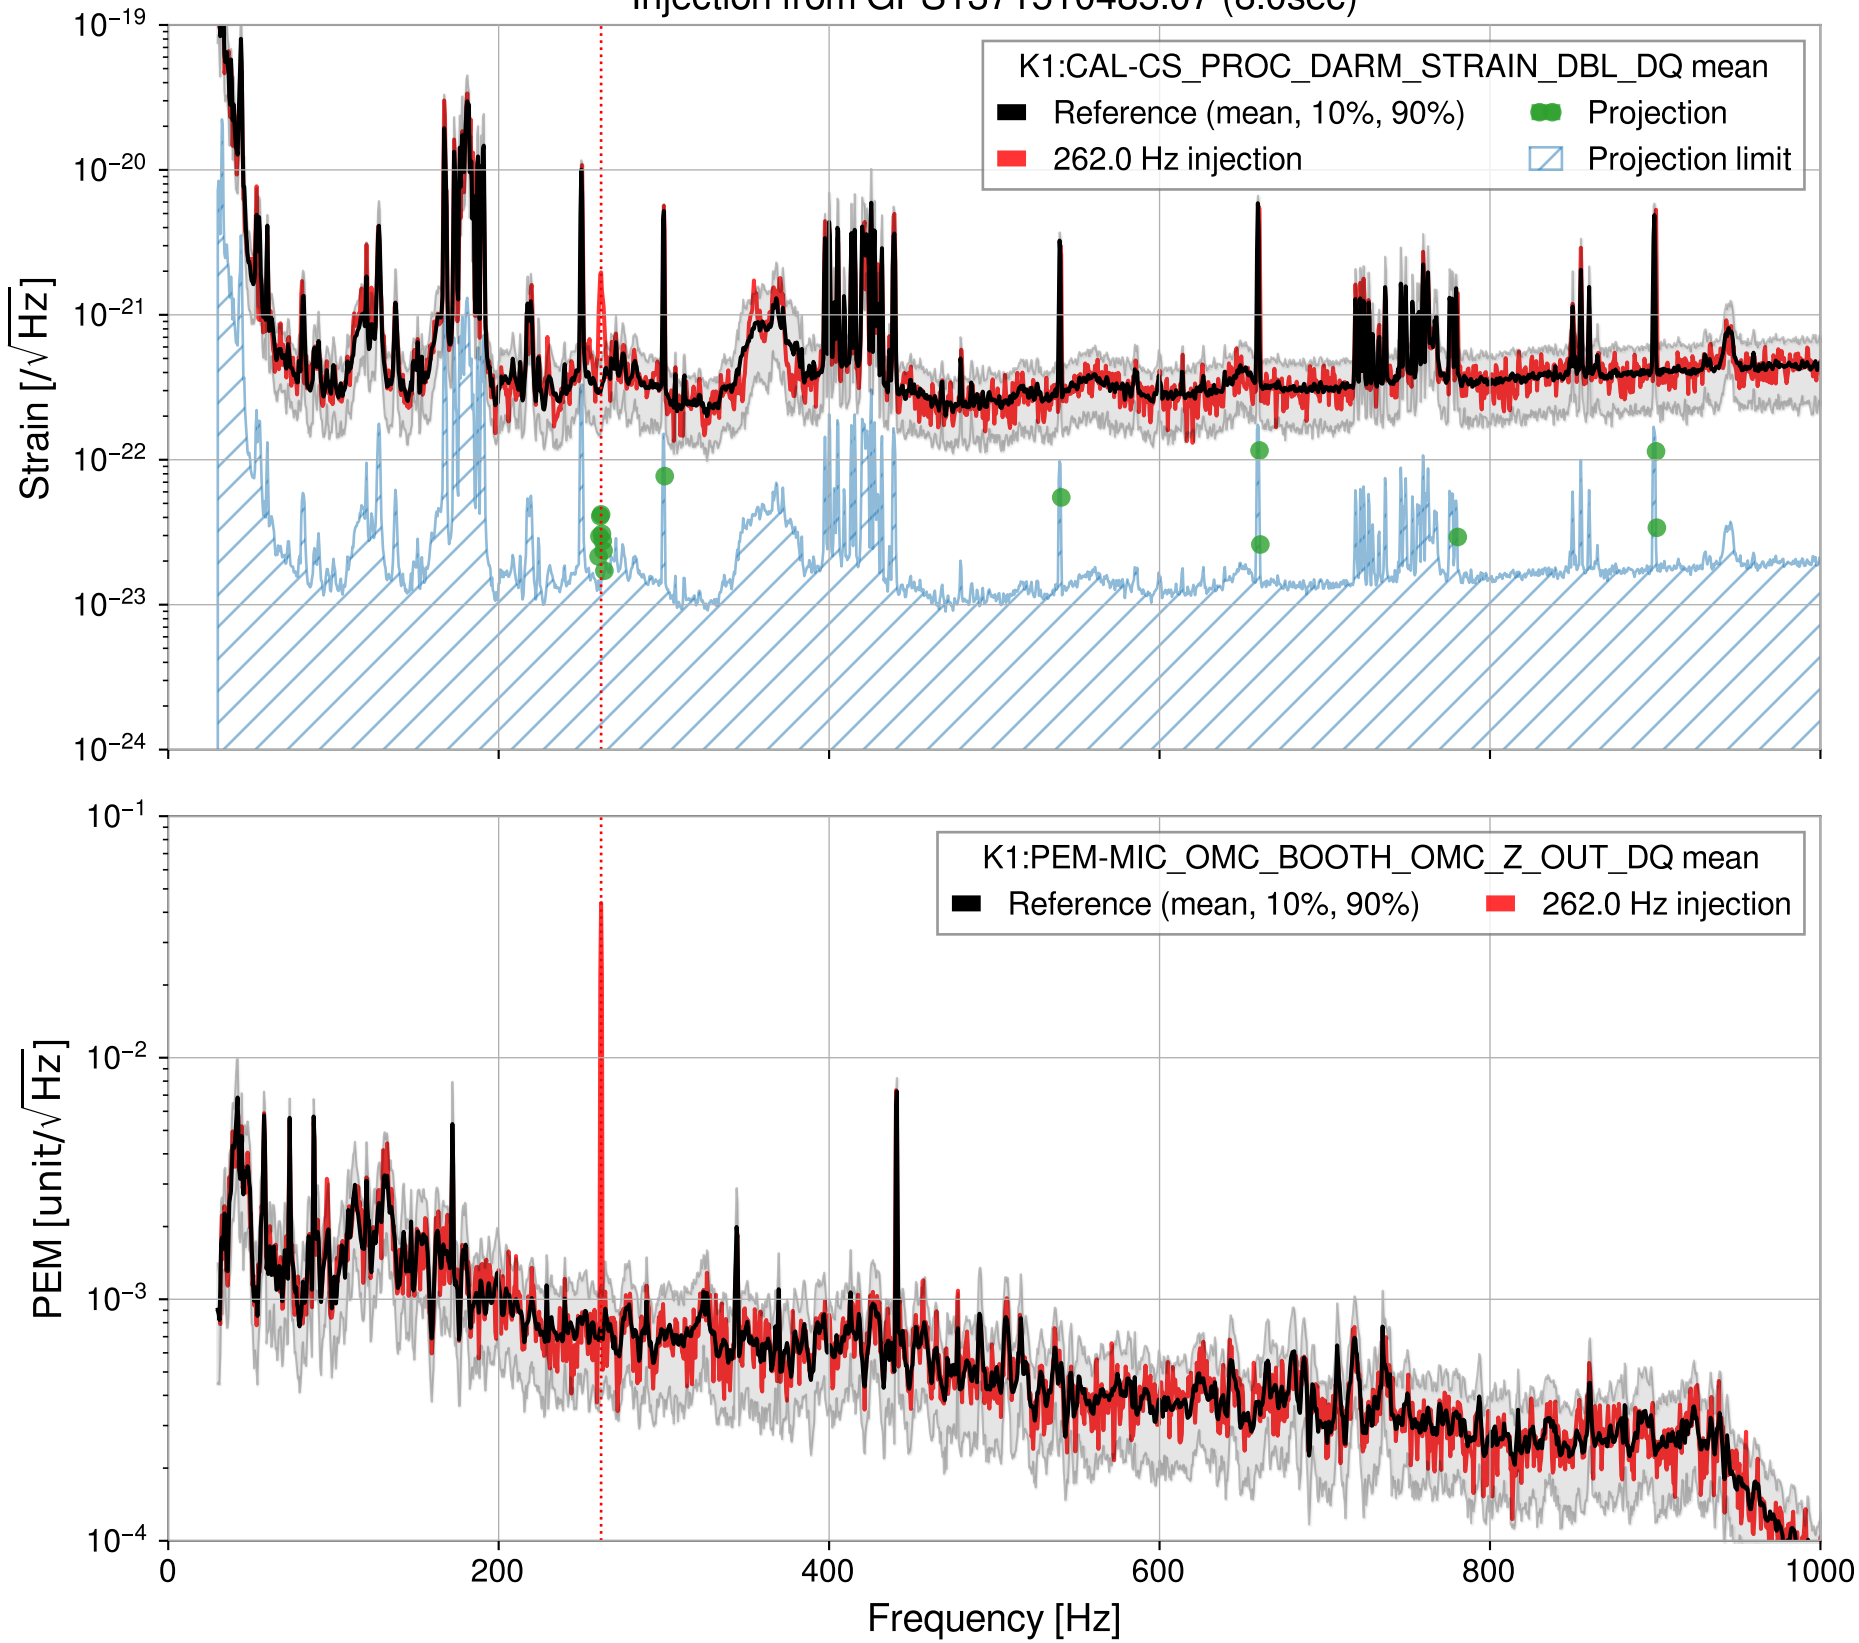 10⁻¹⁹
10⁻²⁰
10⁻²¹
10⁻²²
10⁻²³
10⁻²⁴
Strain [/√Hz]
K1:CAL-CS_PROC_DARM_STRAIN_DBL_DQ mean
Reference (mean, 10%, 90%)
Projection
262.0 Hz injection
Projection limit
10⁻¹
10⁻²
10⁻³
10⁻⁴
PEM [unit/√Hz]
K1:PEM-MIC_OMC_BOOTH_OMC_Z_OUT_DQ mean
Reference (mean, 10%, 90%)
262.0 Hz injection
0 200 400 600 800 1000
Frequency [Hz]